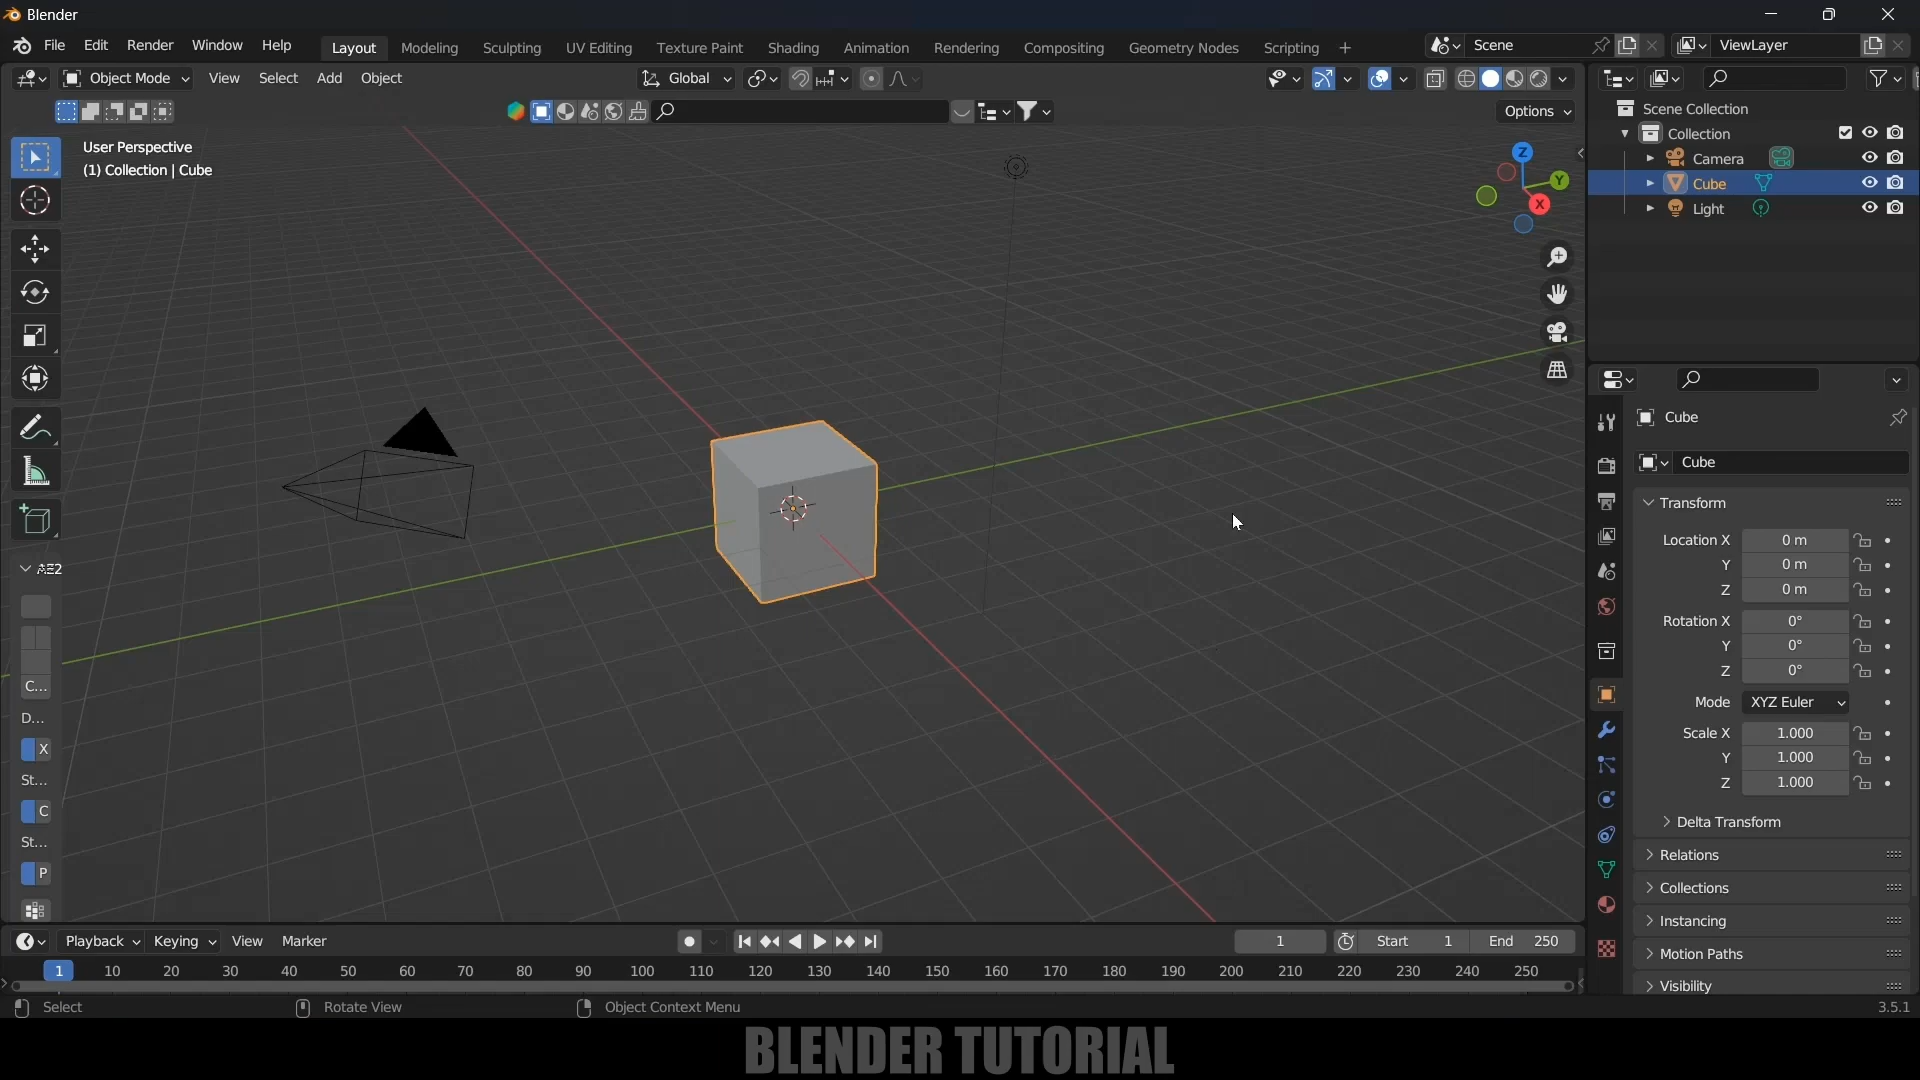 Blender
File Edit Render Window Help Layout Modeling Sculpting UV Editing Texture Paint Shading Animation Rendering Compositing Geometry Nodes Scripting + Scene ViewLayer
Object Mode View Select Add Object Global
Options
User Perspective
(1) Collection | Cube
Z
Y
X
Scene Collection
Collection
Camera
Cube
Light
Cube
Cube
Transform
Location X 0 m
Y 0 m
Z 0 m
Rotation X 0°
Y 0°
Z 0°
Mode XYZ Euler
Scale X 1.000
Y 1.000
Z 1.000
Delta Transform
Relations
Collections
Instancing
Motion Paths
Visibility
C...
D...
X
St...
C
St...
P
Playback Keying View Marker 1 Start 1 End 250
1 10 20 30 40 50 60 70 80 90 100 110 120 130 140 150 160 170 180 190 200 210 220 230 240 250
Select Rotate View Object Context Menu 3.5.1
BLENDER TUTORIAL